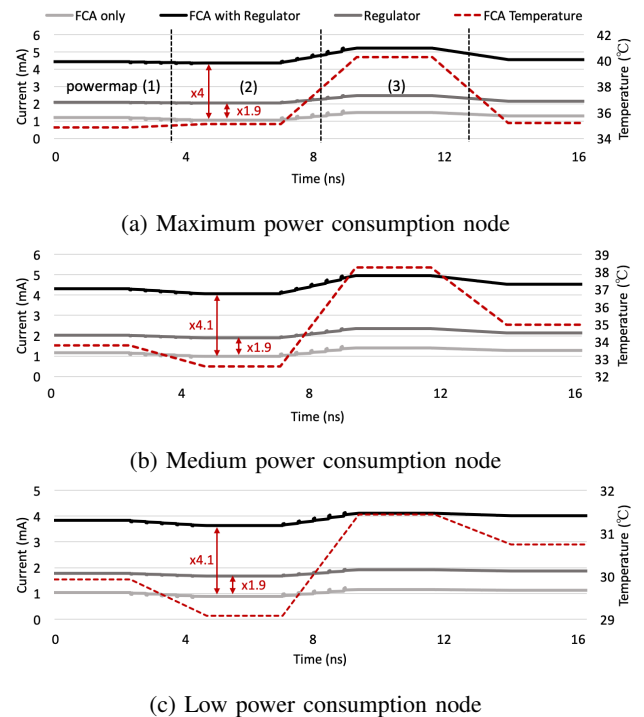 FCA only FCA with Regulator Regulator FCA Temperature
6 42
5 40
4 38
3 36
2 34
1
0
Current (mA)
Temperature (℃)
powermap (1) (2) (3)
x4
x1.9
0 4 8 12 16
Time (ns)
(a) Maximum power consumption node
6 39
5 38
4 37
3 36
2 35
1 34
0 33
32
Current (mA)
Temperature (℃)
x4.1
x1.9
0 4 8 12 16
Time (ns)
(b) Medium power consumption node
5 32
4 31
3 30
2 29
1
0
Current (mA)
Temperature (℃)
x4.1
x1.9
0 4 8 12 16
Time (ns)
(c) Low power consumption node